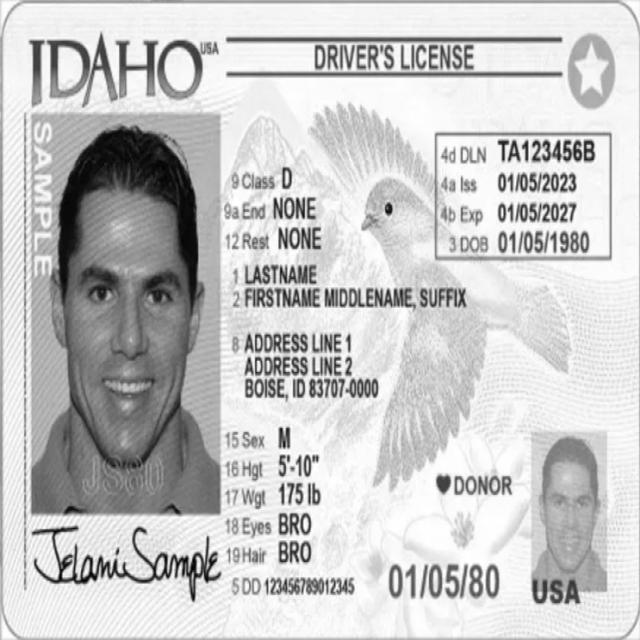 IDAHO USA
DRIVER'S LICENSE
SAMPLE
4d DLN TA123456B
4a Iss 01/05/2023
4b Exp 01/05/2027
3 DOB 01/05/1980
9 Class D
9a End NONE
12 Rest NONE
1 LASTNAME
2 FIRSTNAME MIDDLENAME, SUFFIX
8 ADDRESS LINE 1
ADDRESS LINE 2
BOISE, ID 83707-0000
15 Sex M
16 Hgt 5'-10"
17 Wgt 175 lb
18 Eyes BRO
19 Hair BRO
5 DD 123456789012345
JS80
Jelani Sample
DONOR
01/05/80
USA